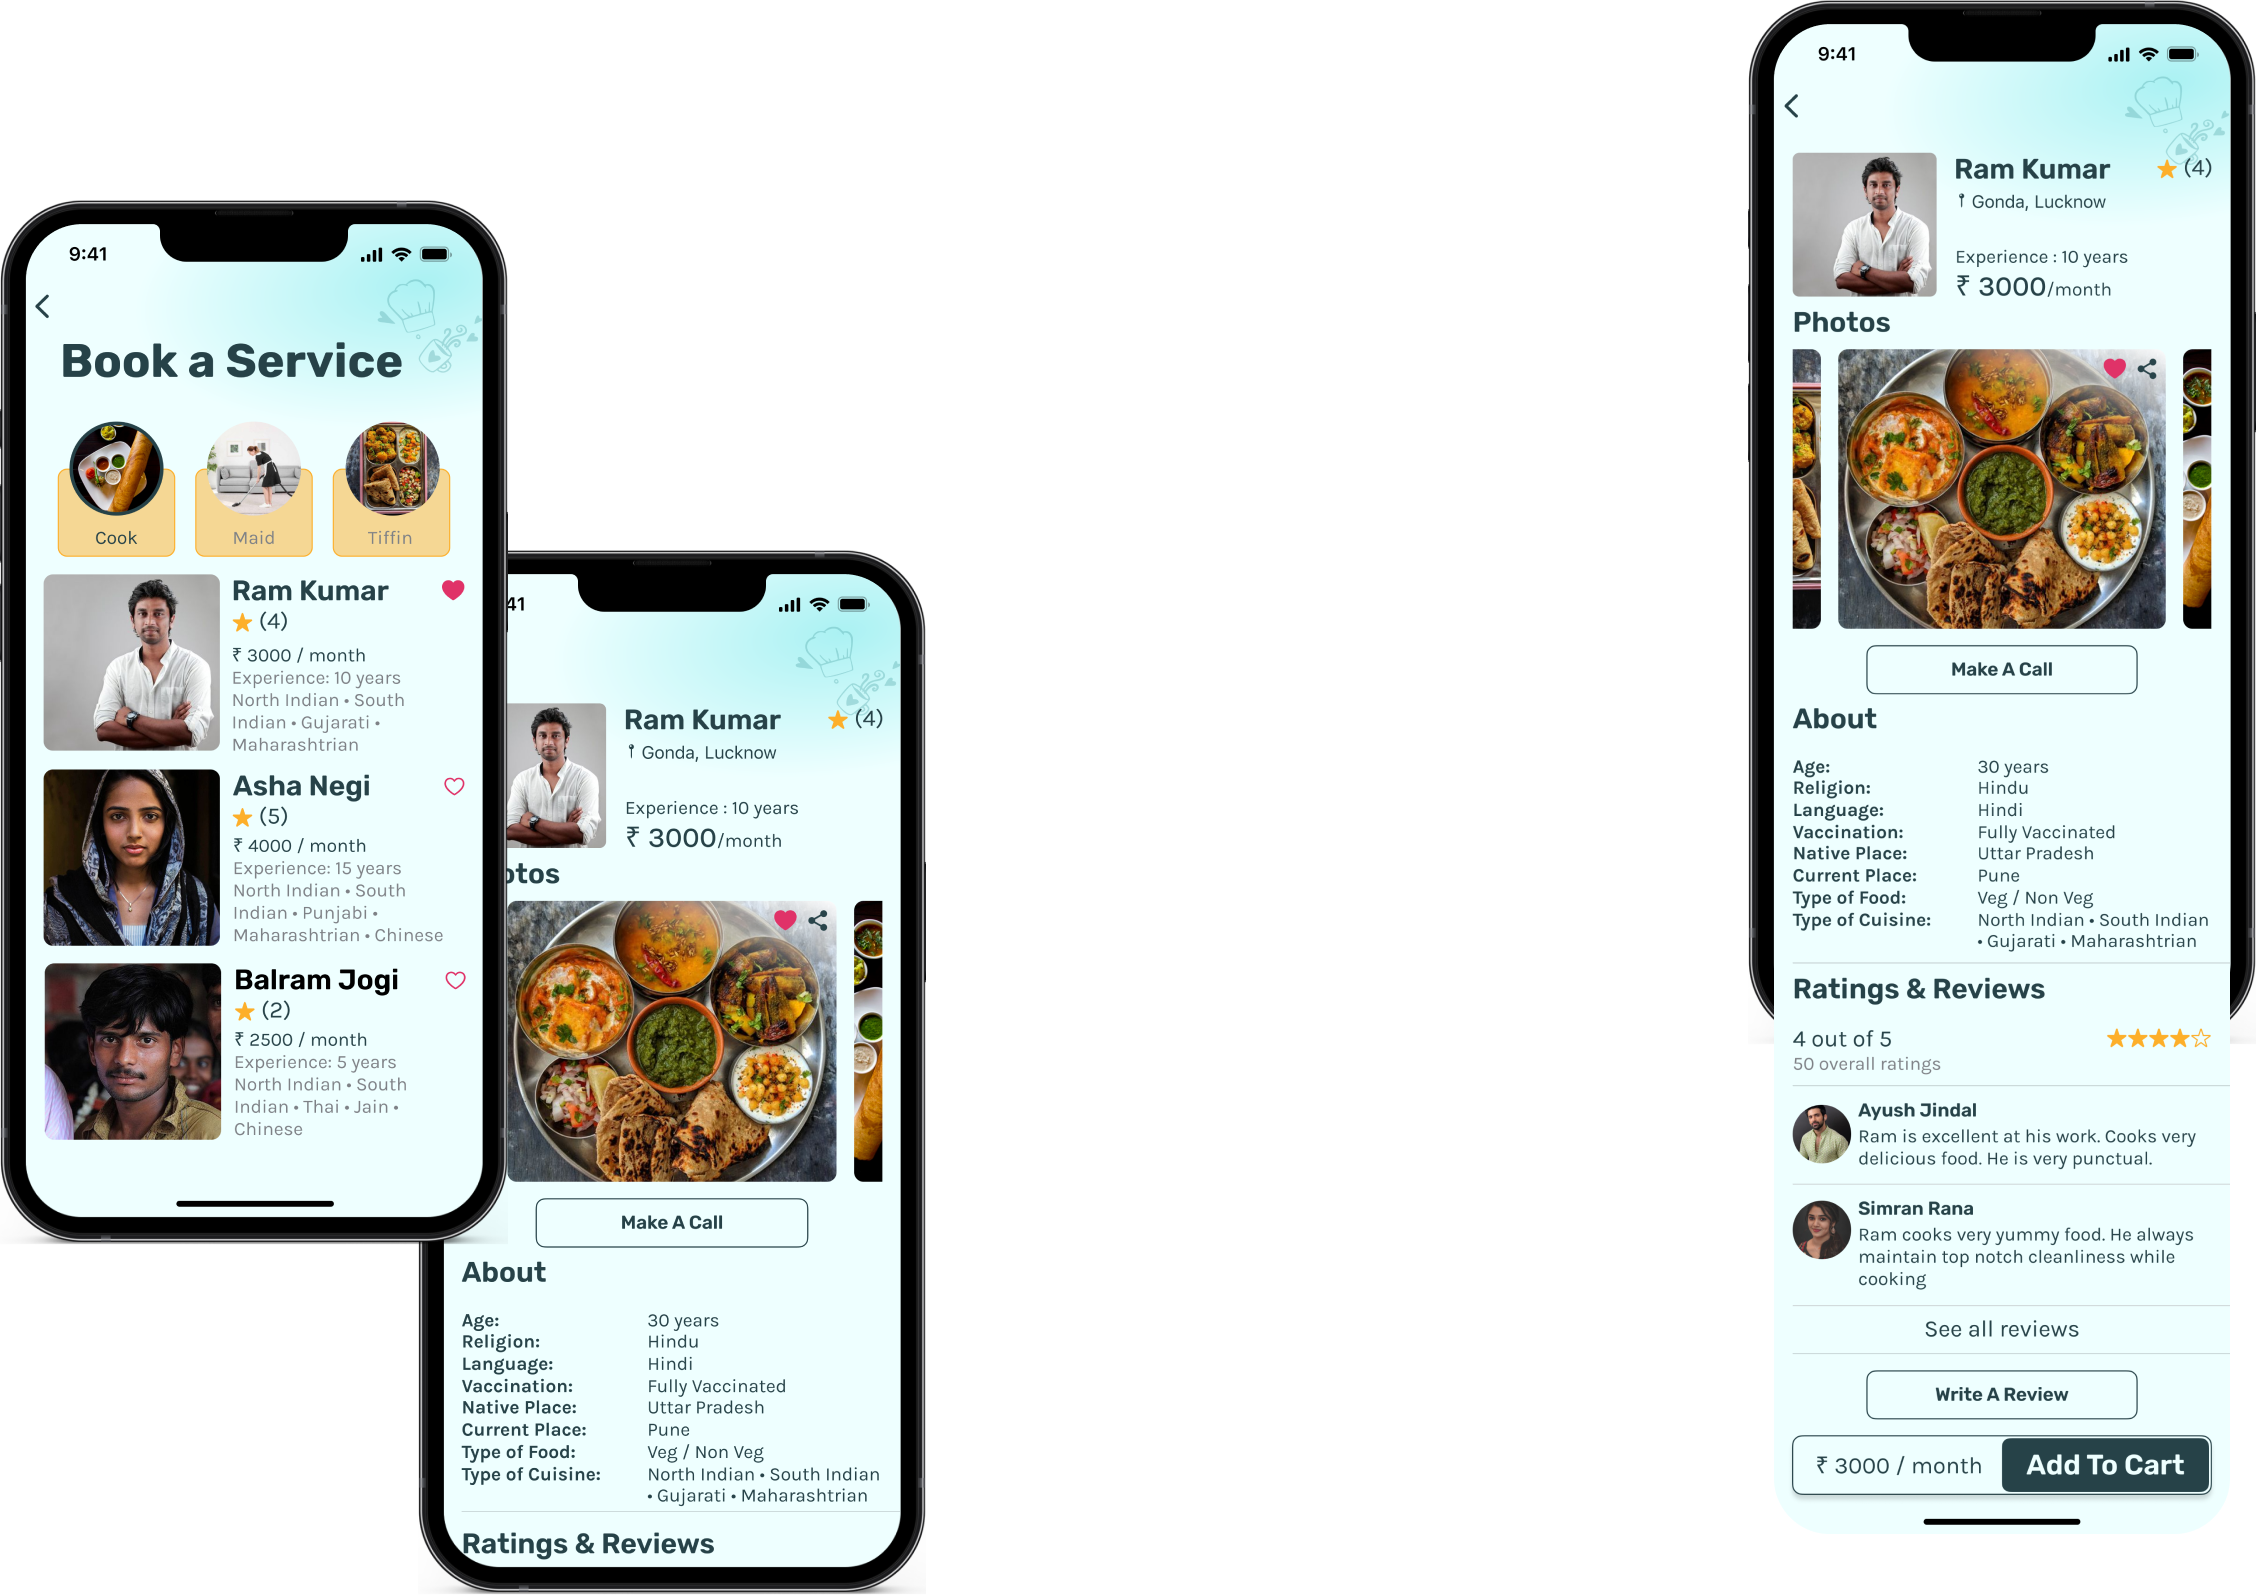 9:41
Book a Service
Cook
Maid
Tiffin
Ram Kumar
(4)
₹ 3000 / month
Experience: 10 years
North Indian • South
Indian • Gujarati •
Maharashtrian
Asha Negi
(5)
₹ 4000 / month
Experience: 15 years
North Indian • South
Indian • Punjabi •
Maharashtrian • Chinese
Balram Jogi
(2)
₹ 2500 / month
Experience: 5 years
North Indian • South
Indian • Thai • Jain •
Chinese
41
Ram Kumar
(4)
Gonda, Lucknow
Experience : 10 years
₹ 3000/month
otos
Make A Call
About
Age: 30 years
Religion: Hindu
Language: Hindi
Vaccination: Fully Vaccinated
Native Place: Uttar Pradesh
Current Place: Pune
Type of Food: Veg / Non Veg
Type of Cuisine: North Indian • South Indian
• Gujarati • Maharashtrian
Ratings & Reviews
9:41
Ram Kumar
(4)
Gonda, Lucknow
Experience : 10 years
₹ 3000/month
Photos
Make A Call
About
Age: 30 years
Religion: Hindu
Language: Hindi
Vaccination: Fully Vaccinated
Native Place: Uttar Pradesh
Current Place: Pune
Type of Food: Veg / Non Veg
Type of Cuisine: North Indian • South Indian
• Gujarati • Maharashtrian
Ratings & Reviews
4 out of 5
50 overall ratings
Ayush Jindal
Ram is excellent at his work. Cooks very
delicious food. He is very punctual.
Simran Rana
Ram cooks very yummy food. He always
maintain top notch cleanliness while
cooking
See all reviews
Write A Review
₹ 3000 / month
Add To Cart